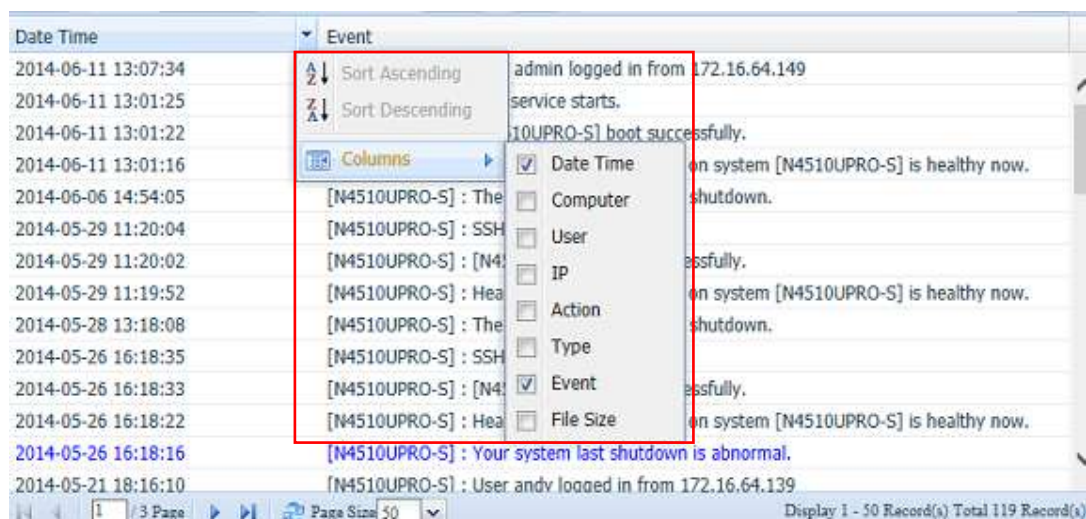 Date Time Event
2014-06-11 13:07:34 admin logged in from 172.16.64.149
Sort Ascending
2014-06-11 13:01:25 service starts.
Sort Descending
2014-06-11 13:01:22 10UPRO-S] boot successfully.
Columns
2014-06-11 13:01:16 on system [N4510UPRO-S] is healthy now.
Date Time
2014-06-06 14:54:05 [N4510UPRO-S] : The shutdown.
Computer
2014-05-29 11:20:04 [N4510UPRO-S] : SSH
User
2014-05-29 11:20:02 [N4510UPRO-S] : [N4 essfully.
IP
2014-05-29 11:19:52 [N4510UPRO-S] : Hea on system [N4510UPRO-S] is healthy now.
Action
2014-05-28 13:18:08 [N4510UPRO-S] : The shutdown.
Type
2014-05-26 16:18:35 [N4510UPRO-S] : SSH
Event
2014-05-26 16:18:33 [N4510UPRO-S] : [N4 essfully.
File Size
2014-05-26 16:18:22 [N4510UPRO-S] : Hea on system [N4510UPRO-S] is healthy now.
2014-05-26 16:18:16 [N4510UPRO-S] : Your system last shutdown is abnormal.
2014-05-21 18:16:10 [N4510UPRO-S] : User andy logged in from 172.16.64.139
1 / 3 Page Page Size 50 Display 1 - 50 Record(s) Total 119 Record(s)